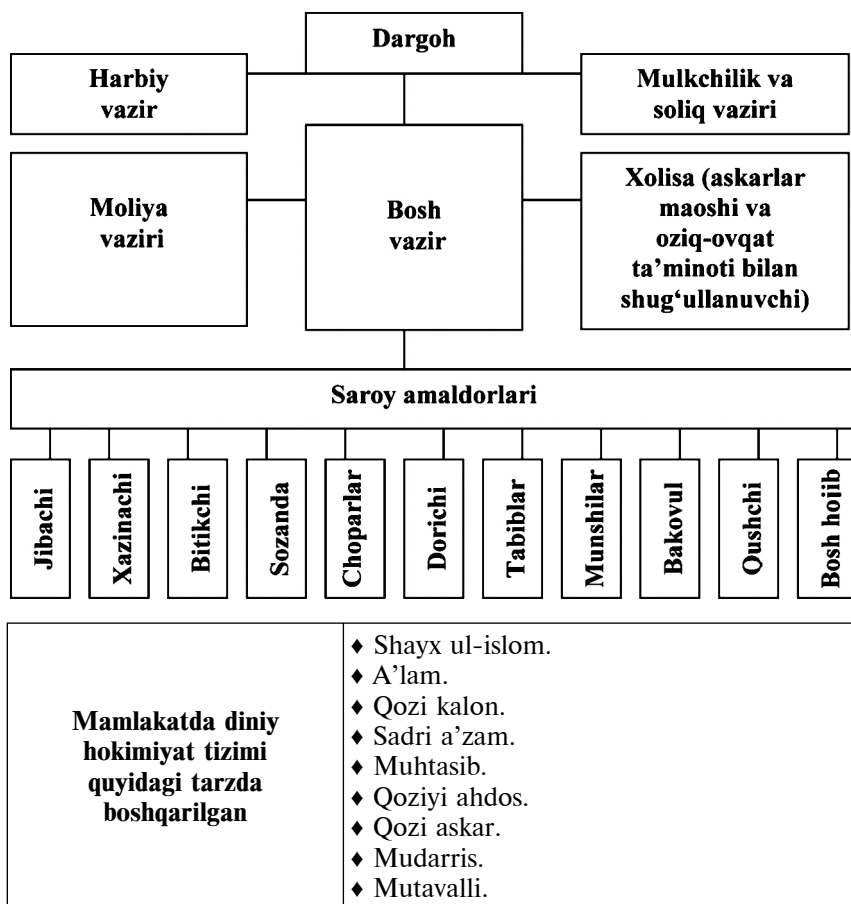 Dargoh
Harbiy
vazir
Mulkchilik va
soliq vaziri
Moliya
vaziri
Bosh
vazir
Xolisa (askarlar
maoshi va
oziq-ovqat
ta’minoti bilan
shug‘ullanuvchi)
Saroy amaldorlari
Jibachi
Xazinachi
Bitikchi
Sozanda
Choparlar
Dorichi
Tabiblar
Munshilar
Bakovul
Qushchi
Bosh hojib
Mamlakatda diniy
hokimiyat tizimi
quyidagi tarzda
boshqarilgan
♦ Shayx ul-islom.
♦ A’lam.
♦ Qozi kalon.
♦ Sadri a’zam.
♦ Muhtasib.
♦ Qoziyi ahdos.
♦ Qozi askar.
♦ Mudarris.
♦ Mutavalli.